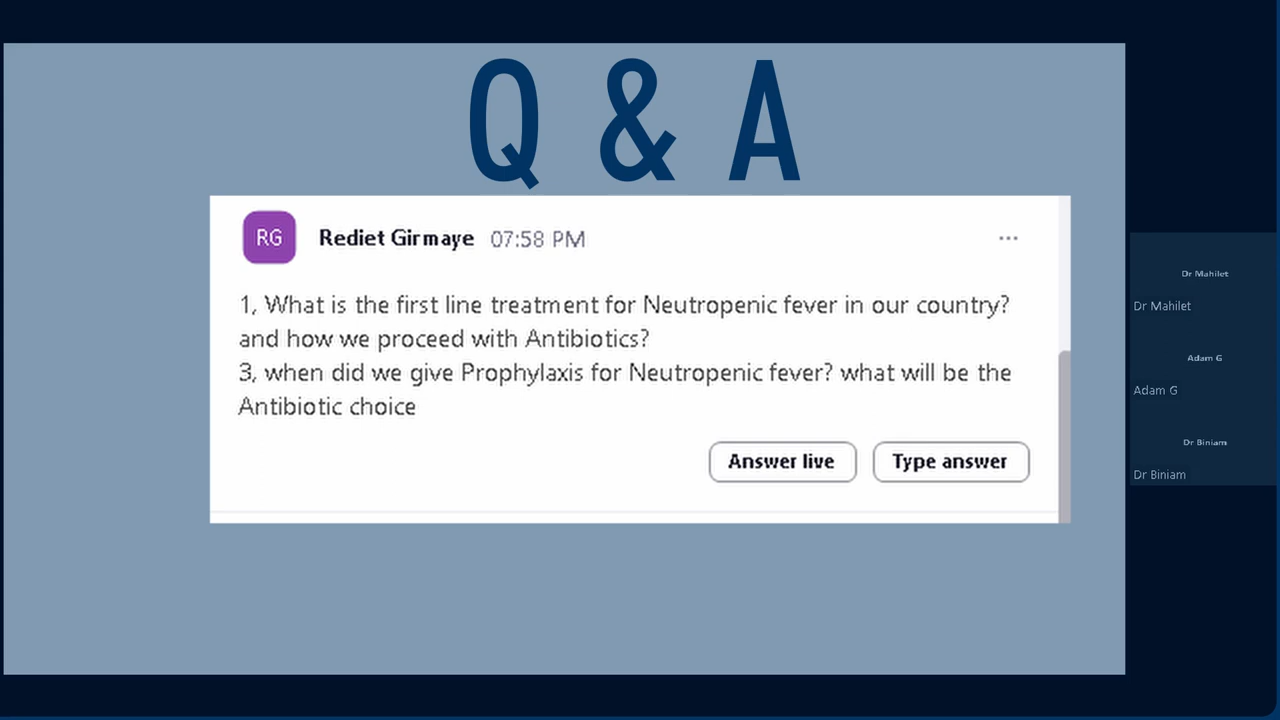 Q & A
RG
Rediet Girmaye 07:58 PM
1, What is the first line treatment for Neutropenic fever in our country?
and how we proceed with Antibiotics?
3, when did we give Prophylaxis for Neutropenic fever? what will be the
Antibiotic choice
Answer live
Type answer
Dr Mahilet
Dr Mahilet
Adam G
Adam G
Dr Biniam
Dr Biniam